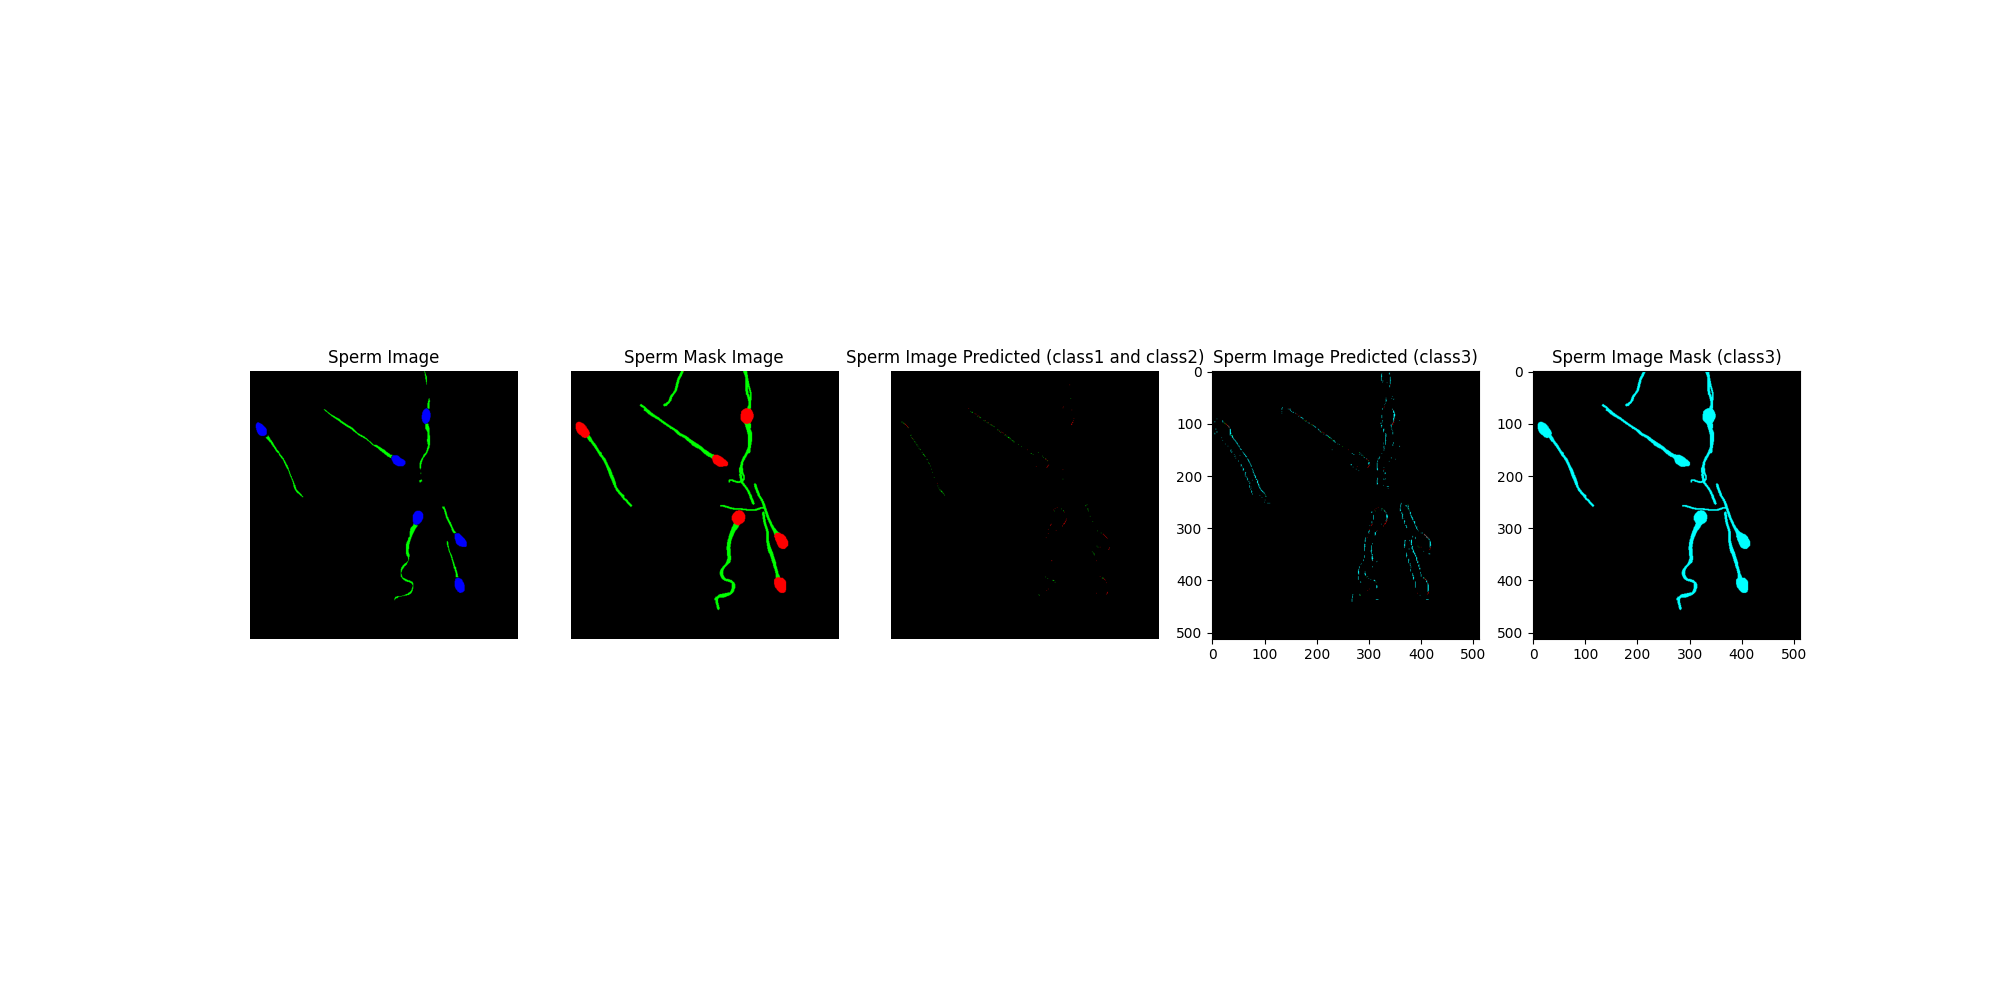 Sperm Image
Sperm Mask Image
Sperm Image Predicted (class1 and class2)
Sperm Image Predicted (class3)
Sperm Image Mask (class3)
0
100
200
300
400
500
0 100 200 300 400 500
0
100
200
300
400
500
0 100 200 300 400 500